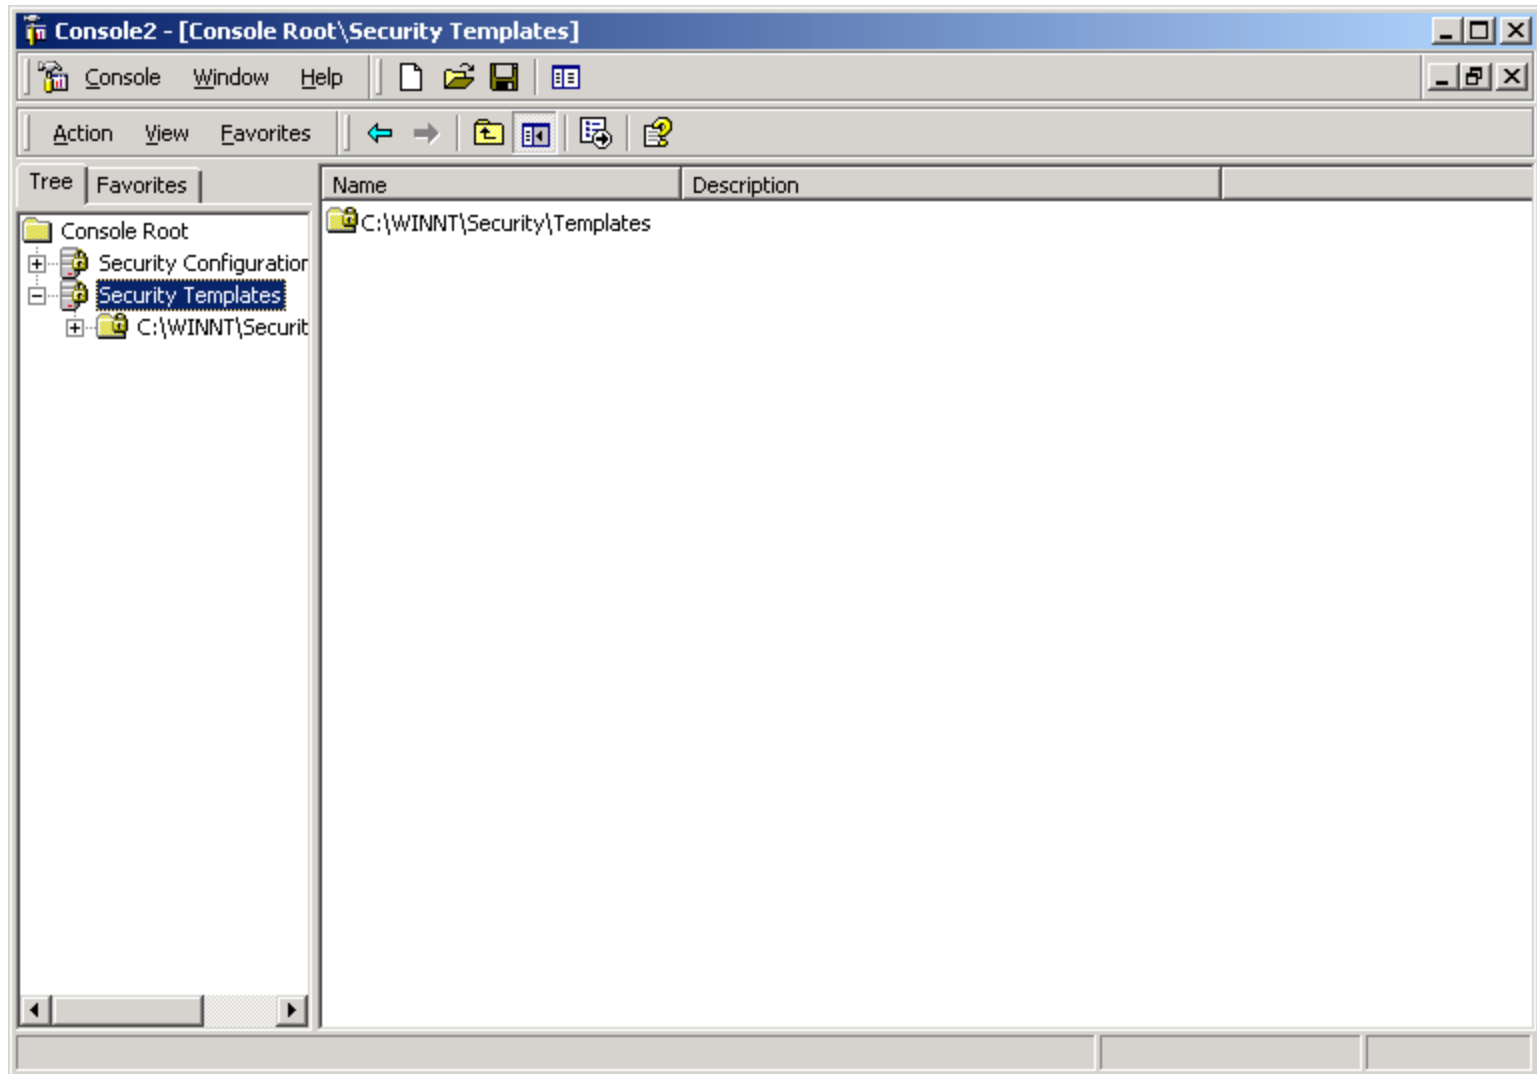 Console2 - [Console Root\Security Templates]
Console Window Help
Action View Favorites
Tree Favorites
Name Description
Console Root
C:\WINNT\Security\Templates
Security Configuration
Security Templates
C:\WINNT\Securit